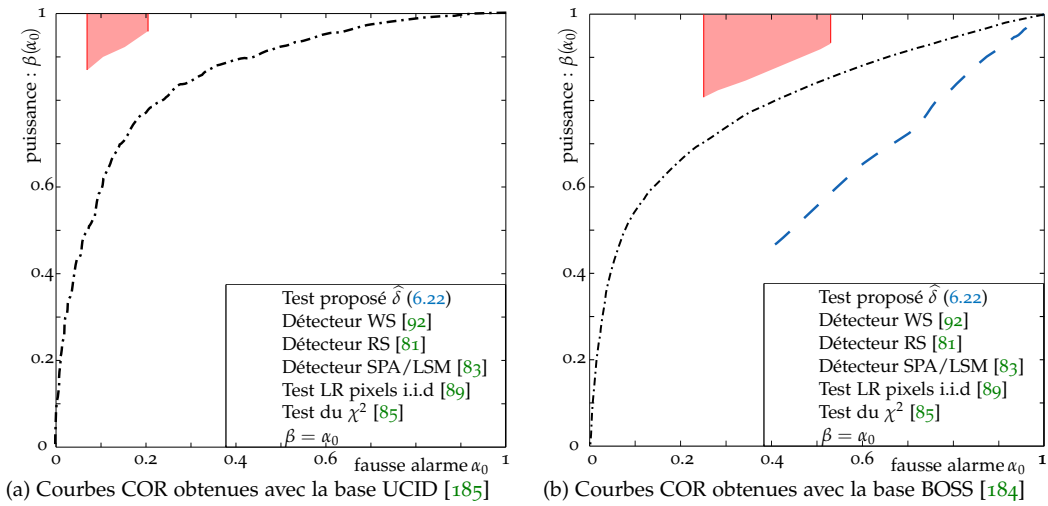 puissance : β(α₀)
1
0.6
0.4
0.2
0
0
0.2
0.4
0.6
1
fausse alarme α₀
Test proposé δ̂ (6.22)
Détecteur WS [92]
Détecteur RS [81]
Détecteur SPA/LSM [83]
Test LR pixels i.i.d [89]
Test du χ² [85]
β = α₀
(a) Courbes COR obtenues avec la base UCID [185]
puissance : β(α₀)
1
0.6
0.4
0.2
0
0
0.2
0.4
0.6
1
fausse alarme α₀
Test proposé δ̂ (6.22)
Détecteur WS [92]
Détecteur RS [81]
Détecteur SPA/LSM [83]
Test LR pixels i.i.d [89]
Test du χ² [85]
β = α₀
(b) Courbes COR obtenues avec la base BOSS [184]